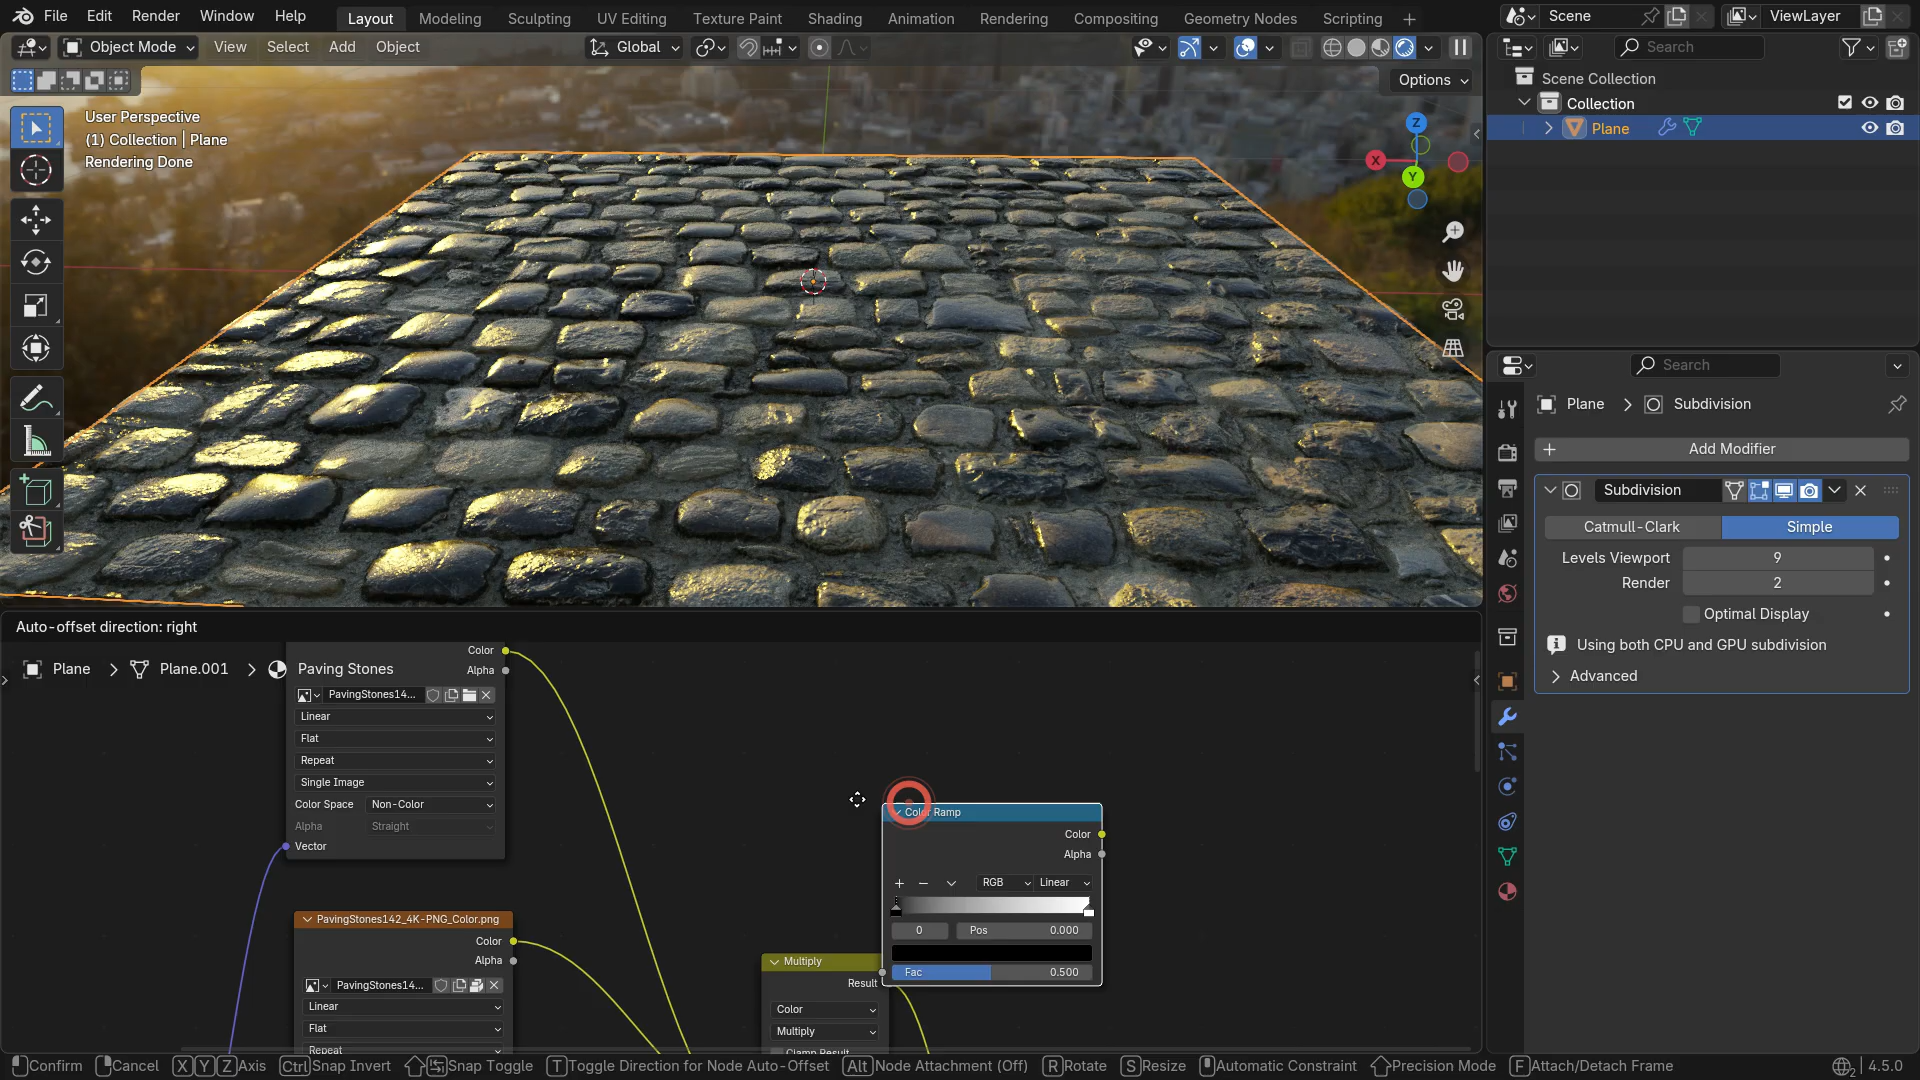 File Edit Render Window Help
Layout Modeling Sculpting UV Editing Texture Paint Shading Animation Rendering Compositing Geometry Nodes Scripting +
Scene ViewLayer
Object Mode View Select Add Object
Global
Search
Options
Scene Collection
Collection
Plane
User Perspective
(1) Collection | Plane
Rendering Done
Z
X
Y
Search
Plane > Subdivision
+ Add Modifier
Subdivision
Catmull-Clark Simple
Levels Viewport 9
Render 2
Optimal Display
Using both CPU and GPU subdivision
Advanced
Auto-offset direction: right
Plane > Plane.001 > Paving Stones
Color
Alpha
PavingStones14...
Linear
Flat
Repeat
Single Image
Color Space Non-Color
Alpha Straight
Vector
PavingStones142_4K-PNG_Color.png
Color
Alpha
PavingStones14...
Linear
Flat
Repeat
Multiply
Result
Color
Multiply
Clamp Result
Color Ramp
Color
Alpha
+ − RGB Linear
0 Pos 0.000
Fac 0.500
Confirm Cancel X Y Z Axis Ctrl Snap Invert Snap Toggle T Toggle Direction for Node Auto-Offset Alt Node Attachment (Off) R Rotate S Resize Automatic Constraint Precision Mode F Attach/Detach Frame 2 4.5.0